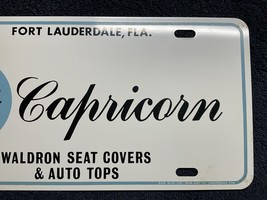 FORT LAUDERDALE, FLA.
Capricorn
WALDRON SEAT COVERS
& AUTO TOPS